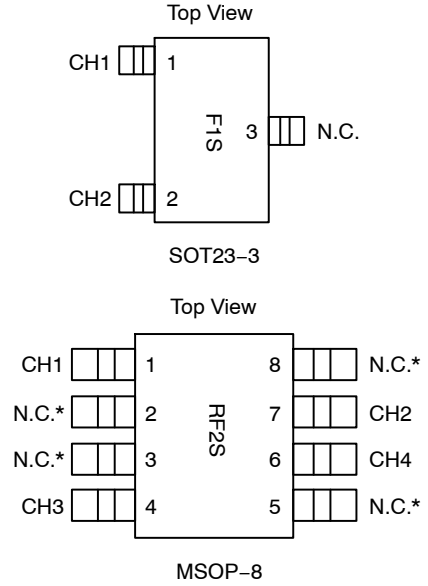 Top View
CH1 1
F1S
3 N.C.
CH2 2
SOT23−3
Top View
CH1 1 8 N.C.*
N.C.* 2 7 CH2
RF2S
N.C.* 3 6 CH4
CH3 4 5 N.C.*
MSOP−8